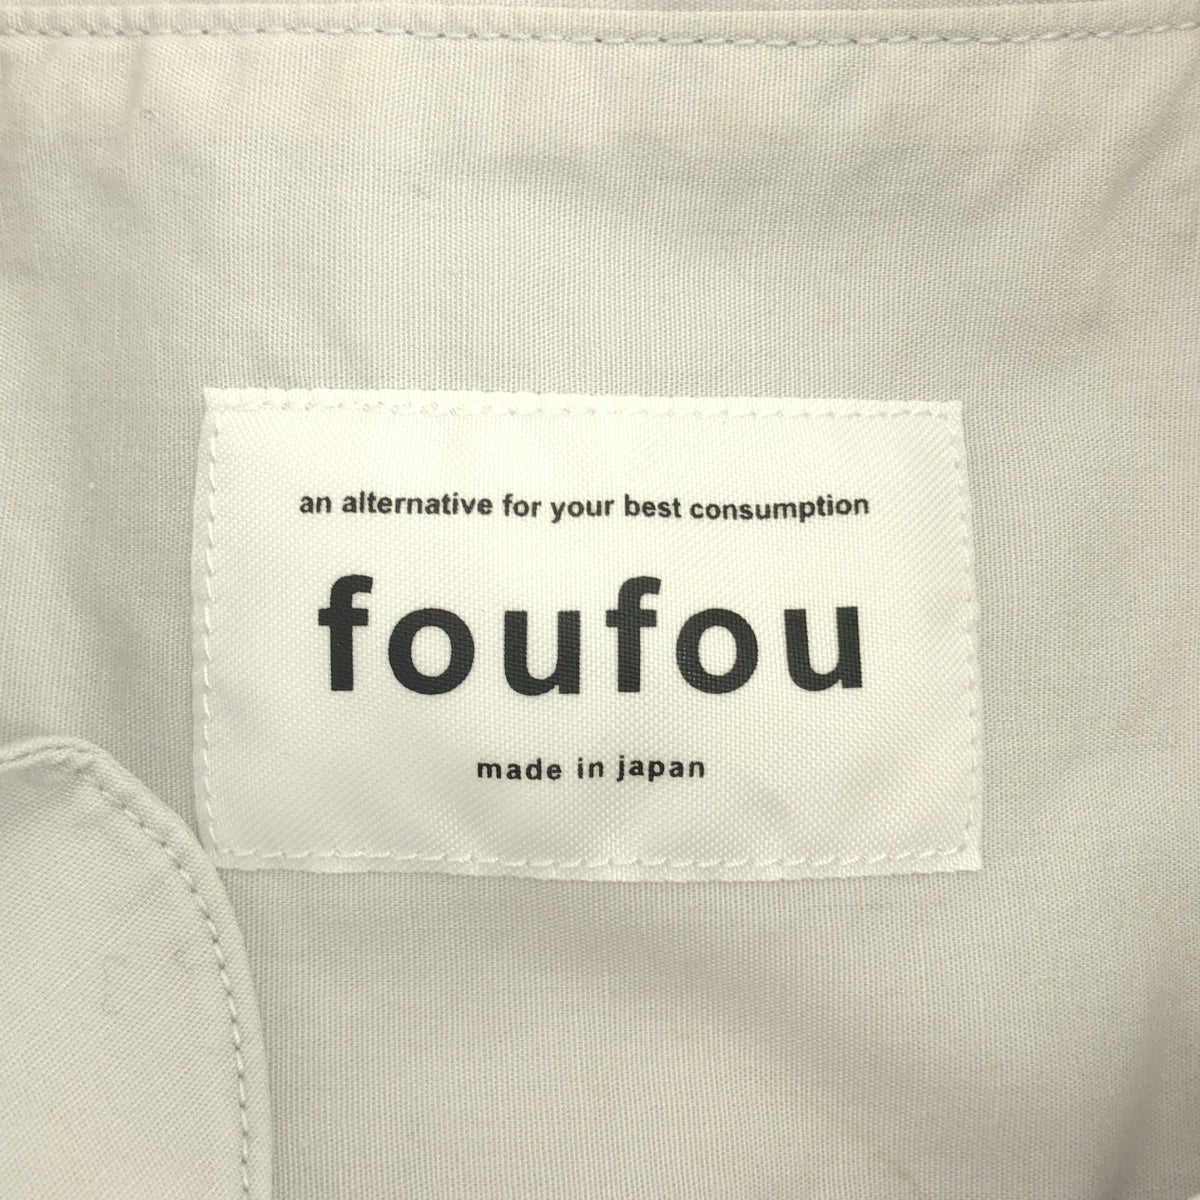 an alternative for your best consumption
foufou
made in japan